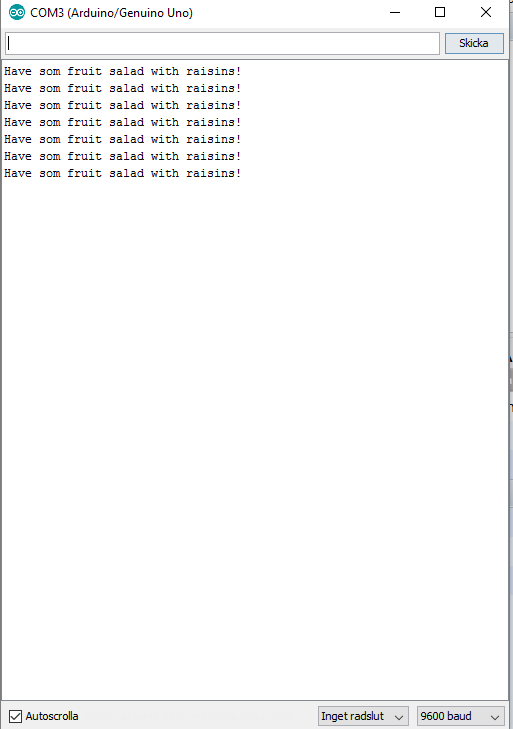 COM3 (Arduino/Genuino Uno)
Skicka
Have som fruit salad with raisins!
Have som fruit salad with raisins!
Have som fruit salad with raisins!
Have som fruit salad with raisins!
Have som fruit salad with raisins!
Have som fruit salad with raisins!
Have som fruit salad with raisins!
Autoscrolla
Inget radslut
9600 baud